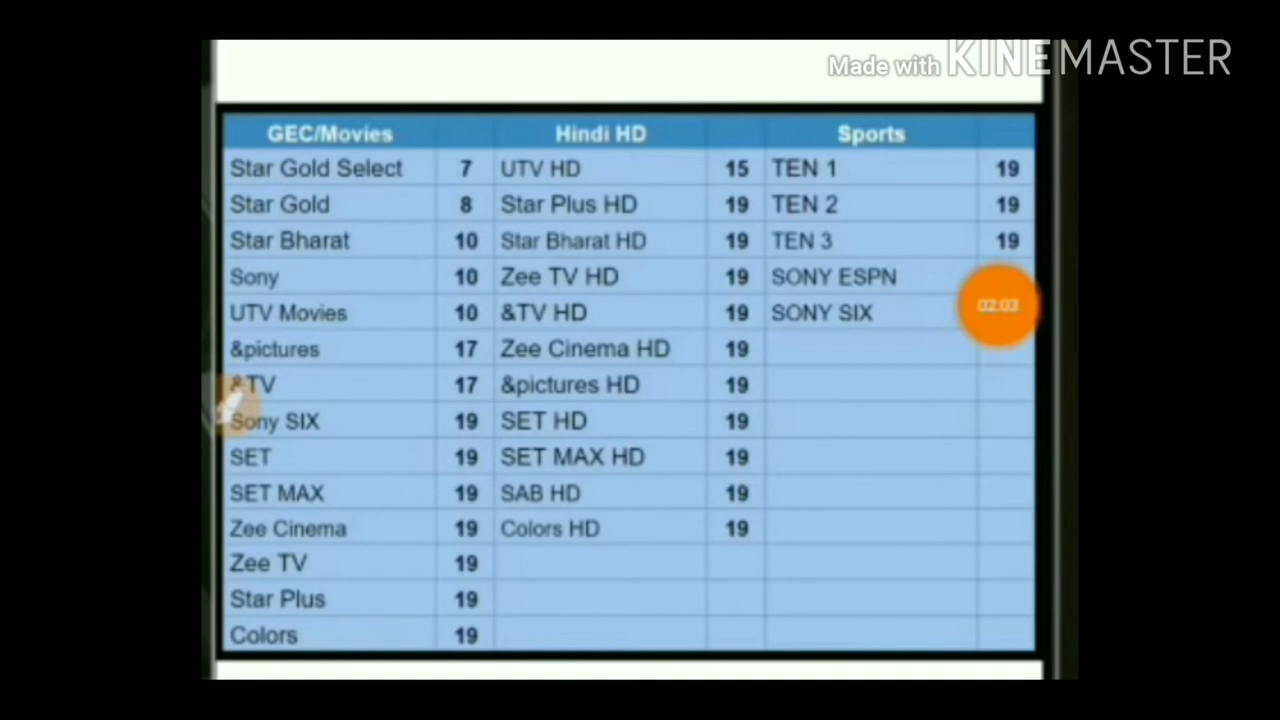 Made with KINEMASTER
GEC/Movies Hindi HD Sports
Star Gold Select 7 UTV HD 15 TEN 1 19
Star Gold 8 Star Plus HD 19 TEN 2 19
Star Bharat 10 Star Bharat HD 19 TEN 3 19
Sony 10 Zee TV HD 19 SONY ESPN
UTV Movies 10 &TV HD 19 SONY SIX 02:03
&pictures 17 Zee Cinema HD 19
&TV 17 &pictures HD 19
Sony SIX 19 SET HD 19
SET 19 SET MAX HD 19
SET MAX 19 SAB HD 19
Zee Cinema 19 Colors HD 19
Zee TV 19
Star Plus 19
Colors 19